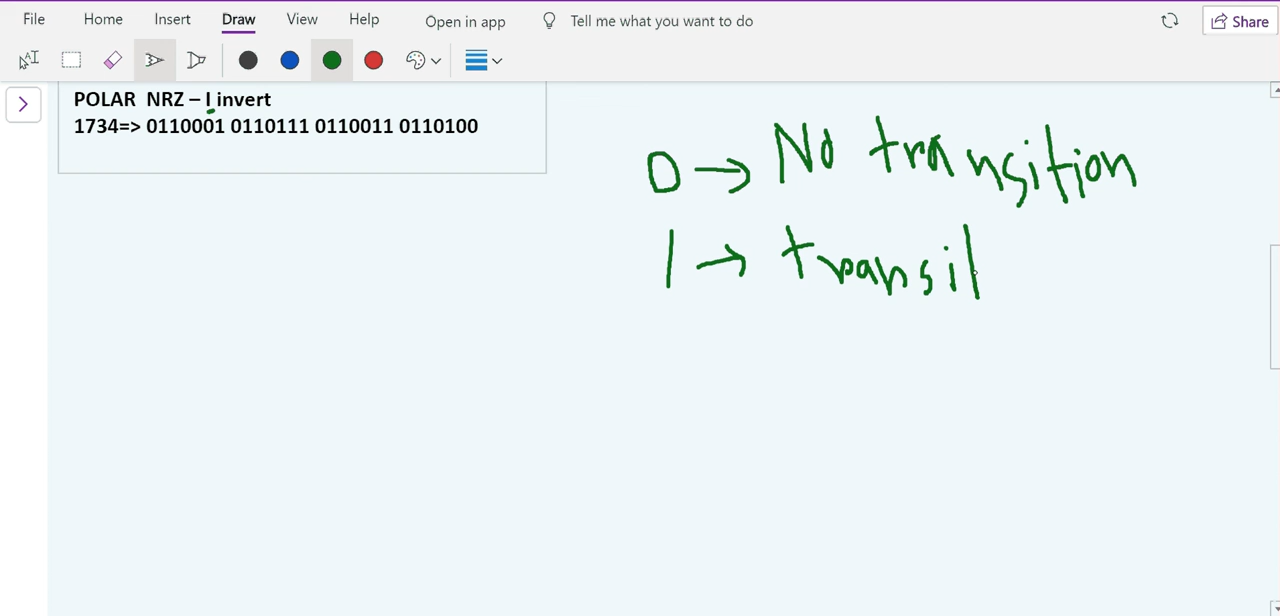 File Home Insert Draw View Help Open in app Tell me what you want to do Share
POLAR NRZ – I invert
1734=> 0110001 0110111 0110011 0110100
0 → No transition
1 → transit